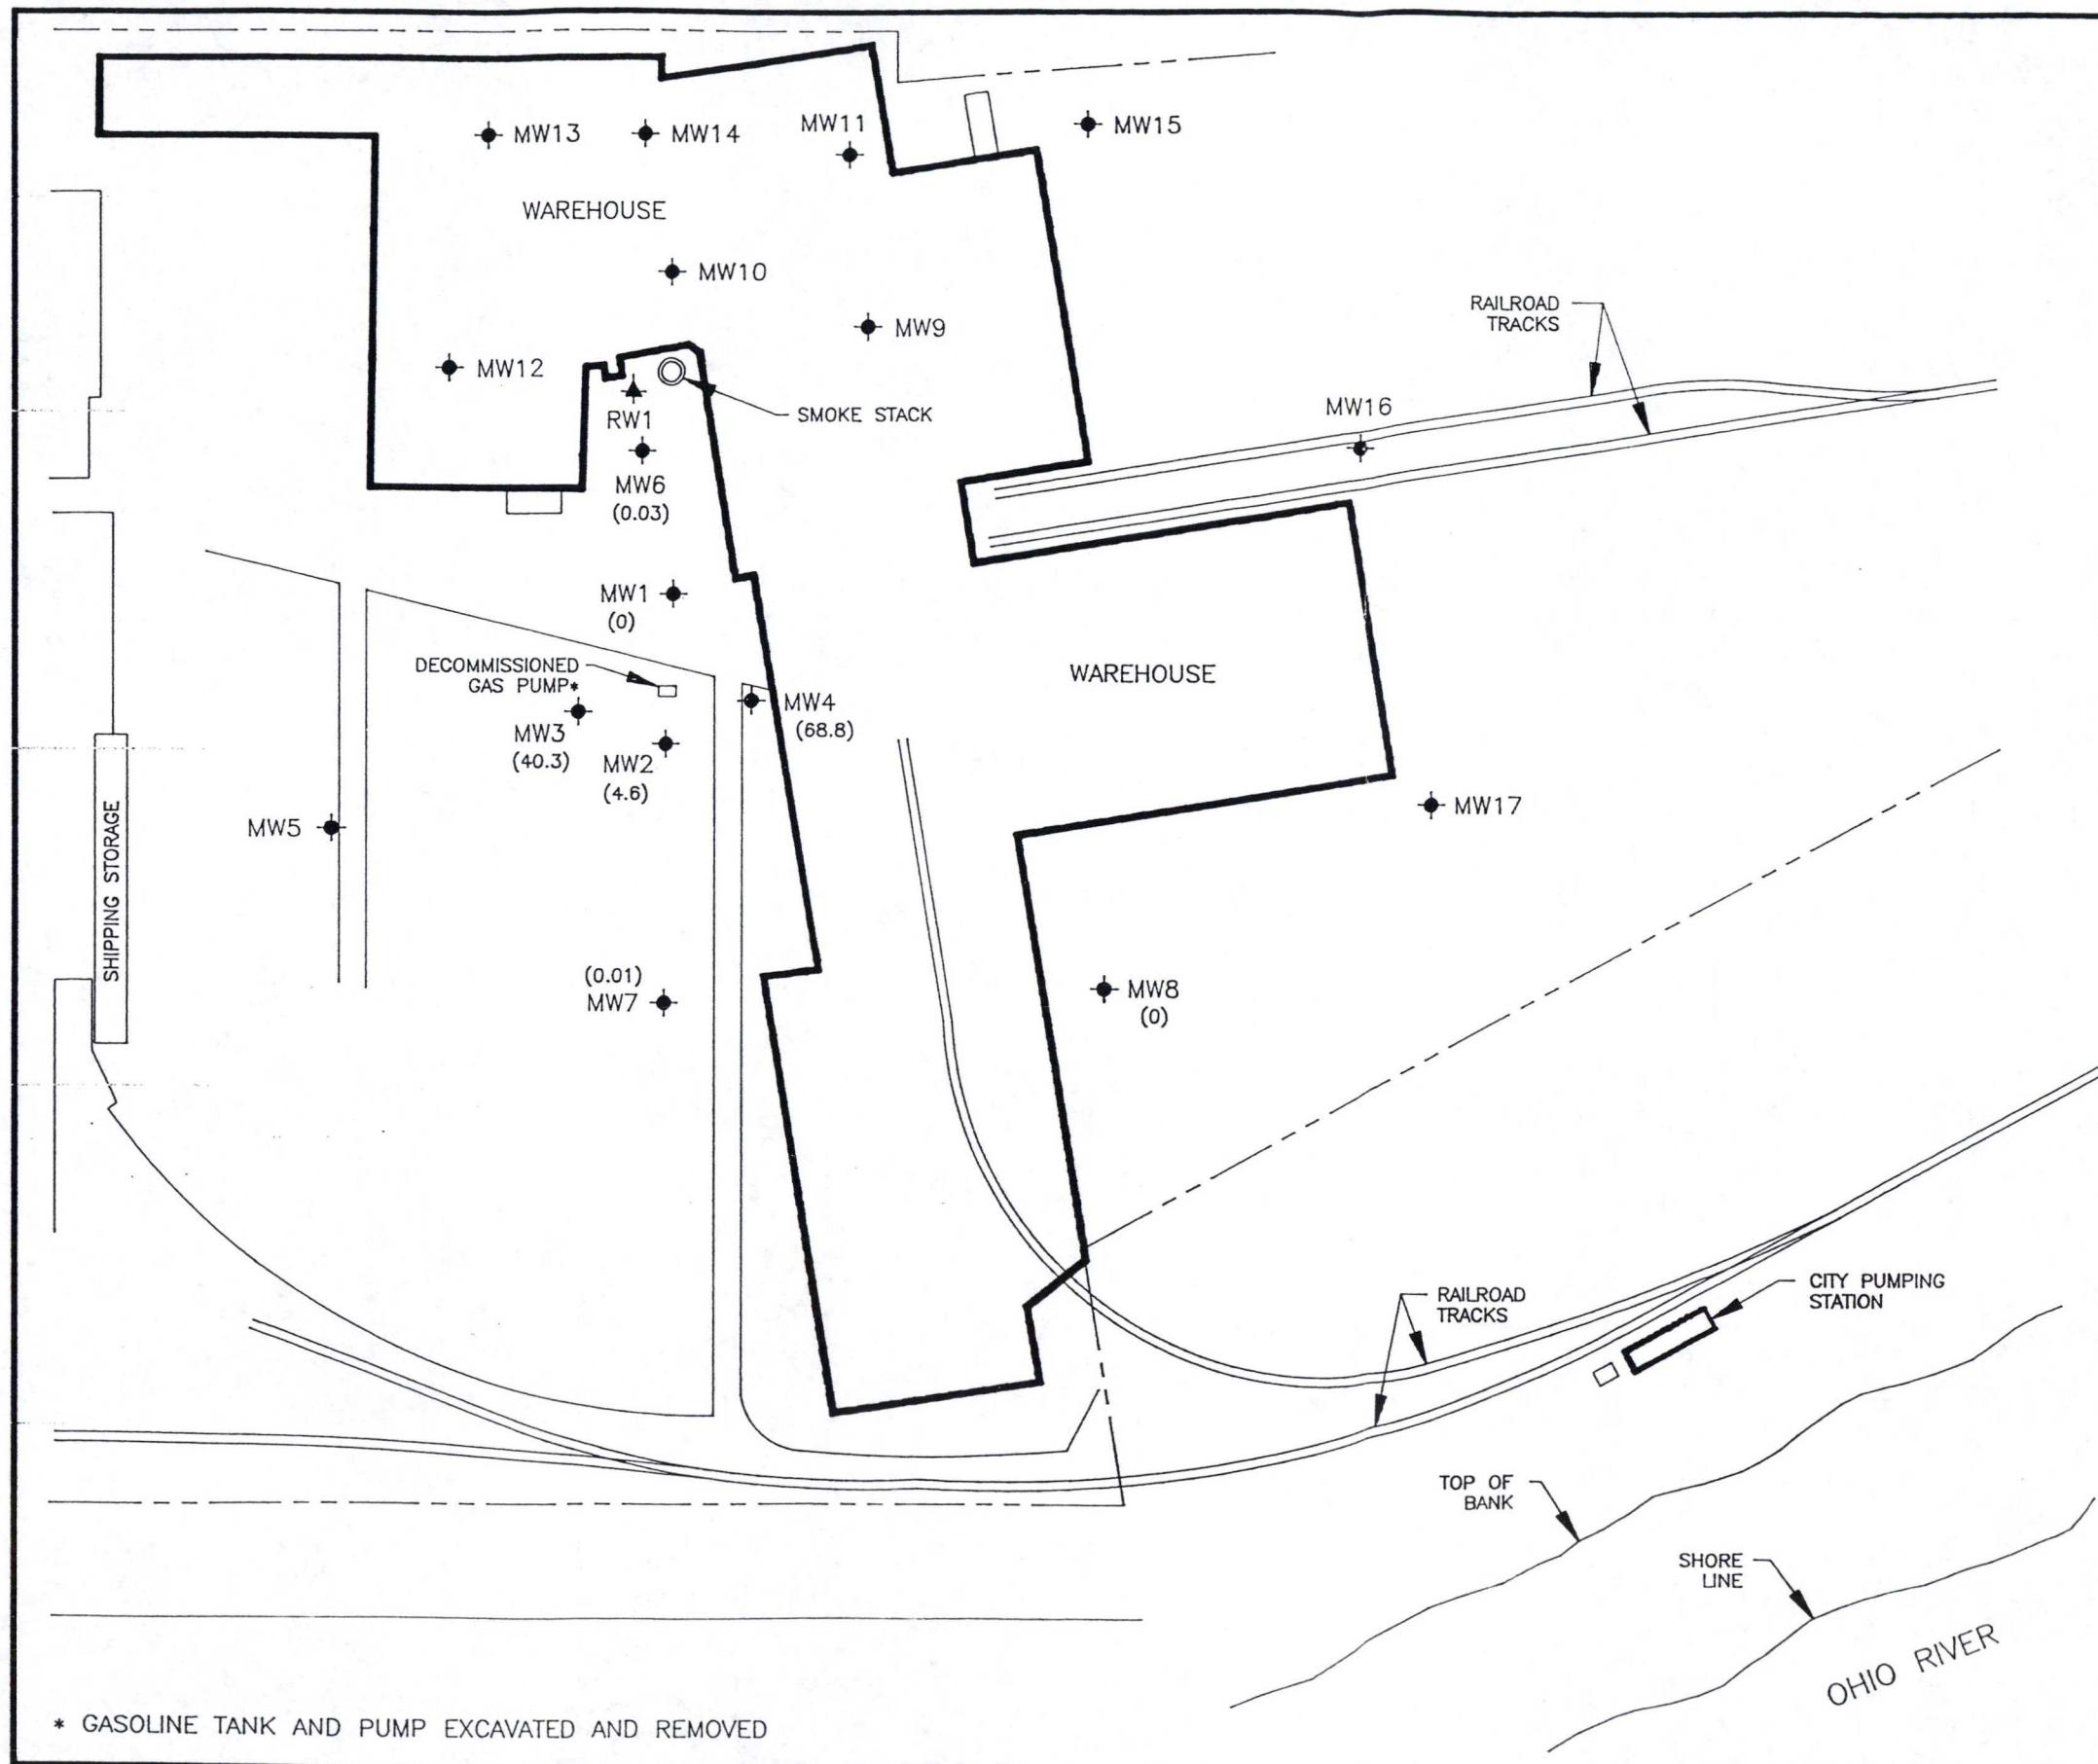 MW13
MW14
MW11
MW15
WAREHOUSE
MW10
MW9
RAILROAD
TRACKS
MW12
SMOKE STACK
RW1
MW16
MW6
(0.03)
MW1
(0)
DECOMMISSIONED
GAS PUMP*
MW4
(68.8)
WAREHOUSE
MW3
(40.3)
MW2
(4.6)
MW5
MW17
SHIPPING STORAGE
(0.01)
MW7
MW8
(0)
RAILROAD
TRACKS
CITY PUMPING
STATION
TOP OF
BANK
SHORE
LINE
OHIO RIVER
* GASOLINE TANK AND PUMP EXCAVATED AND REMOVED